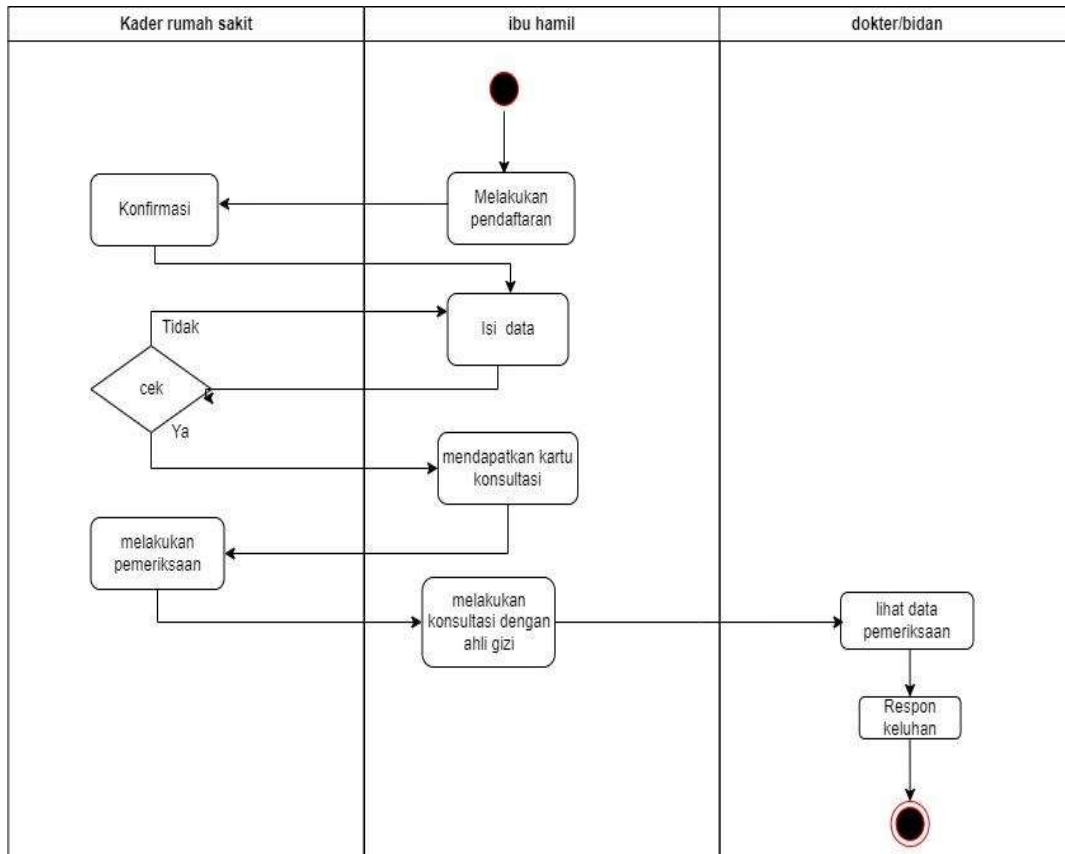 Kader rumah sakit
ibu hamil
dokter/bidan
Melakukan
pendaftaran
Konfirmasi
Isi data
Tidak
cek
Ya
mendapatkan kartu
konsultasi
melakukan
pemeriksaan
melakukan
konsultasi dengan
ahli gizi
lihat data
pemeriksaan
Respon
keluhan